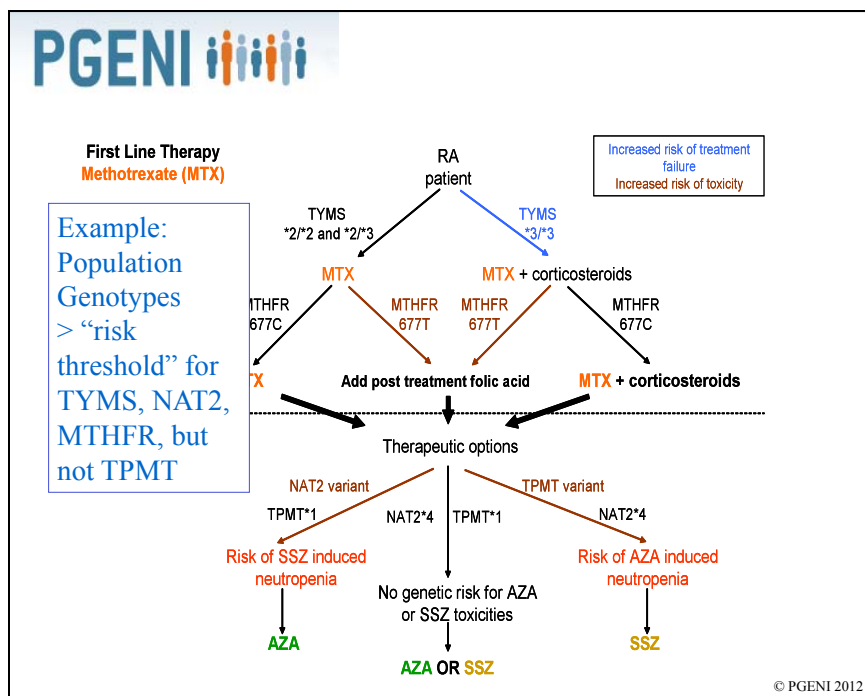 PGENI
First Line Therapy
Methotrexate (MTX)
RA
patient
Increased risk of treatment
failure
Increased risk of toxicity
Example:
Population
Genotypes
> “risk
threshold” for
TYMS, NAT2,
MTHFR, but
not TPMT
TYMS
*2/*2 and *2/*3
TYMS
*3/*3
MTX
MTX + corticosteroids
677C
MTHFR
677T
MTHFR
677T
MTHFR
677C
Add post treatment folic acid
MTX + corticosteroids
Therapeutic options
NAT2 variant
TPMT*1
NAT2*4
TPMT*1
TPMT variant
NAT2*4
Risk of SSZ induced
neutropenia
No genetic risk for AZA
or SSZ toxicities
Risk of AZA induced
neutropenia
AZA
AZA OR SSZ
SSZ
© PGENI 2012